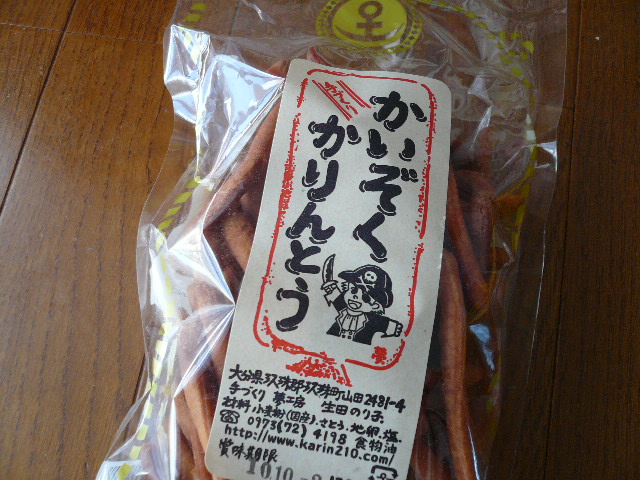 かいぞく
かりんとう
大分県玖珠郡玖珠町山田2481-4
手づくり 夢工房 生田のり子
材料 小麦粉(国産).さとう.地卵.塩.
☎0973(72)4198 食物油
http://www.karin210.com/
賞味期限